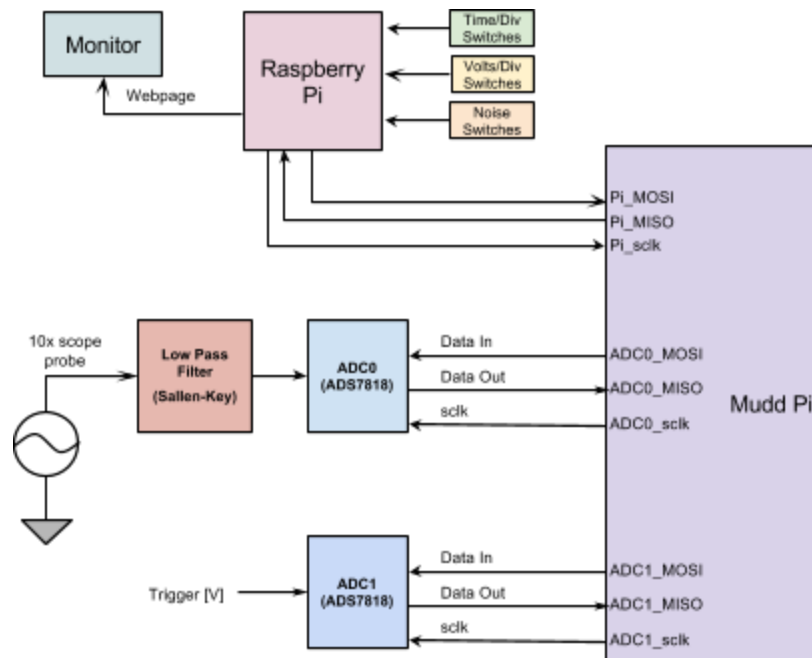 Monitor
Webpage
Raspberry
Pi
Time/Div
Switches
Volts/Div
Switches
Noise
Switches
Pi_MOSI
Pi_MISO
Pi_sclk
10x scope
probe
Low Pass
Filter
(Sallen-Key)
ADC0
(ADS7818)
Data In
Data Out
sclk
ADC0_MOSI
ADC0_MISO
ADC0_sclk
Mudd Pi
Trigger [V]
ADC1
(ADS7818)
Data In
Data Out
sclk
ADC1_MOSI
ADC1_MISO
ADC1_sclk